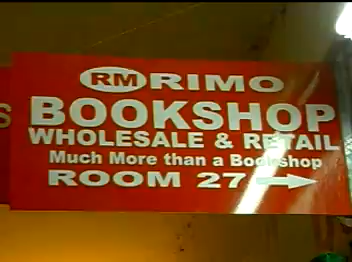 RM RIMO
BOOKSHOP
WHOLESALE & RETAIL
Much More than a Bookshop
ROOM 27
S